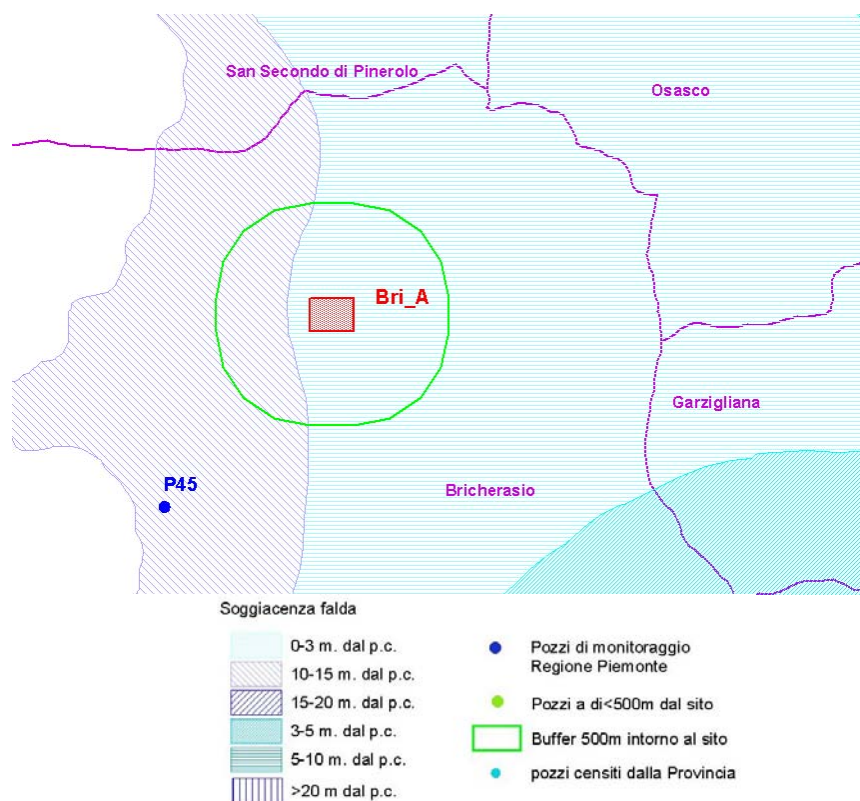 San Secondo di Pinerolo
Osasco
Bri_A
Garzigliana
P45
Bricherasio
Soggiacenza falda
0-3 m. dal p.c.
10-15 m. dal p.c.
15-20 m. dal p.c.
3-5 m. dal p.c.
5-10 m. dal p.c.
>20 m dal p.c.
Pozzi di monitoraggio
Regione Piemonte
Pozzi a di<500m dal sito
Buffer 500m intorno al sito
pozzi censiti dalla Provincia